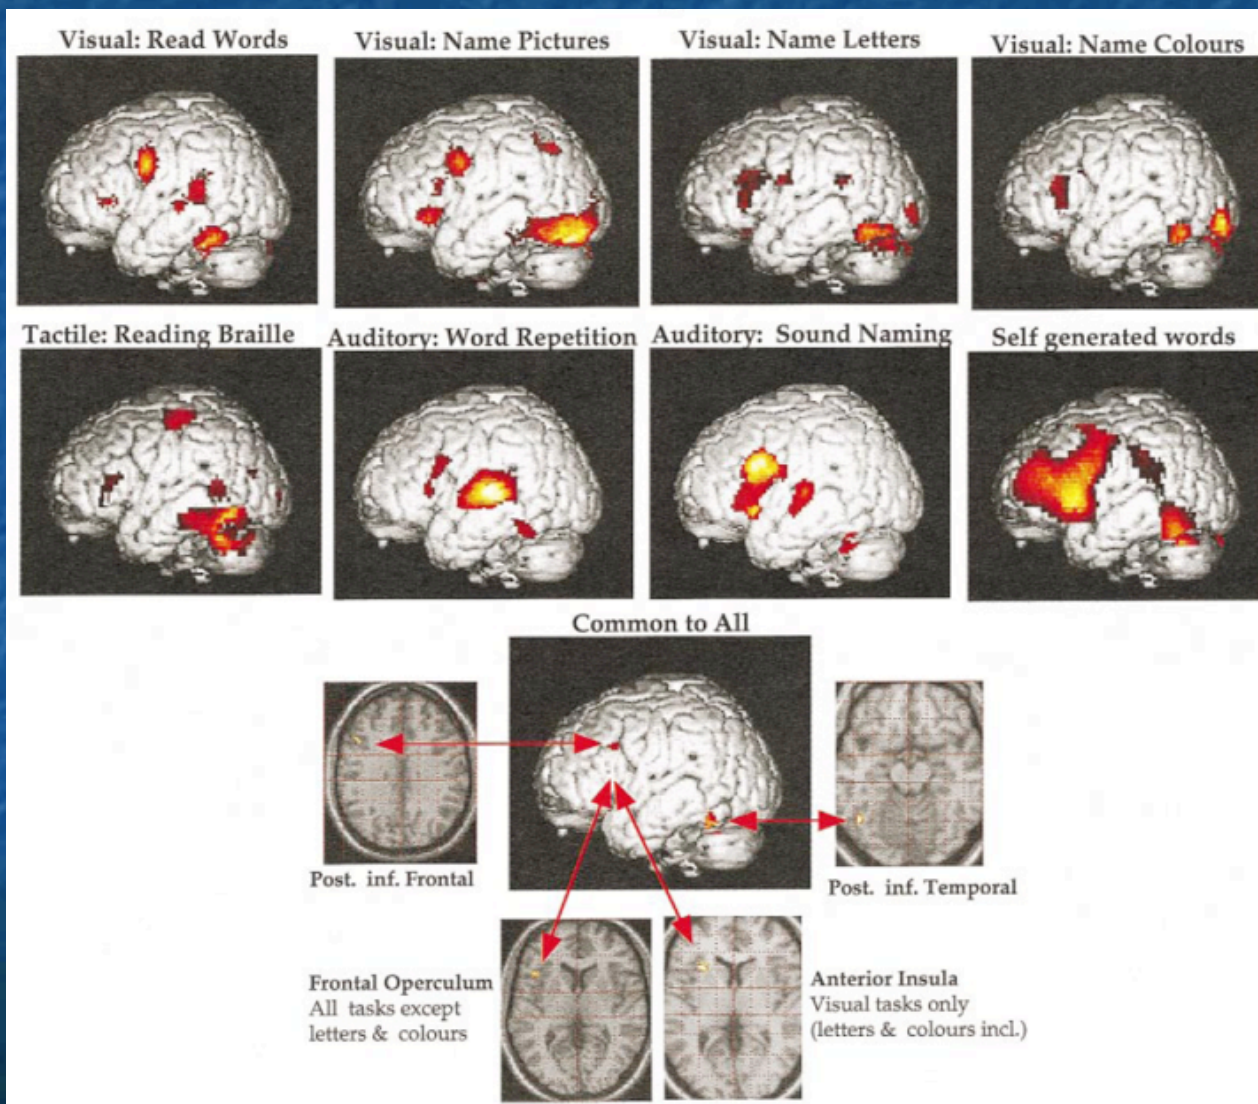 Visual: Read Words
Visual: Name Pictures
Visual: Name Letters
Visual: Name Colours
Tactile: Reading Braille
Auditory: Word Repetition
Auditory: Sound Naming
Self generated words
Common to All
Post. inf. Frontal
Post. inf. Temporal
Frontal Operculum
All tasks except
letters & colours
Anterior Insula
Visual tasks only
(letters & colours incl.)